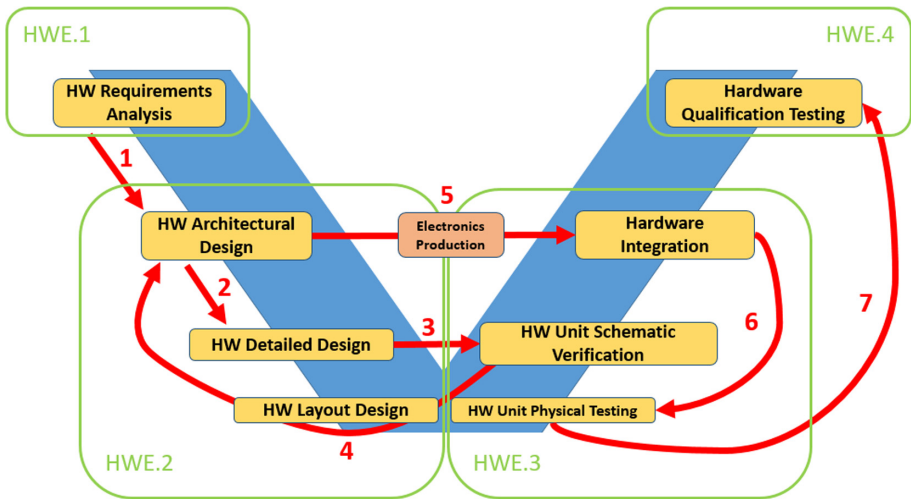 HWE.1
HWE.4
HW Requirements
Analysis
Hardware
Qualification Testing
1
5
HW Architectural
Design
Electronics
Production
Hardware
Integration
2
3
6
7
HW Detailed Design
HW Unit Schematic
Verification
HW Layout Design
HW Unit Physical Testing
4
HWE.2
HWE.3